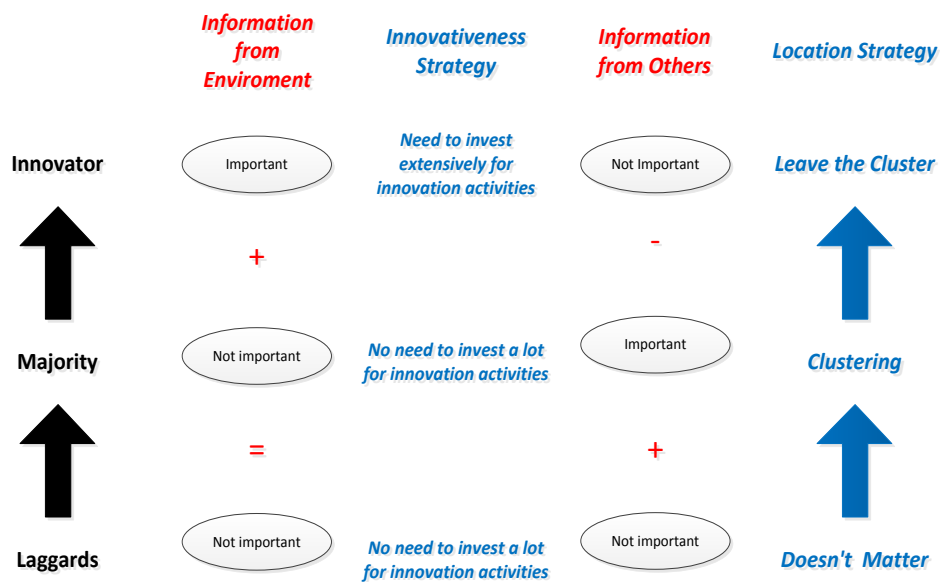 Information
from
Enviroment
Innovativeness
Strategy
Information
from Others
Location Strategy
Innovator
Important
Need to invest
extensively for
innovation activities
Not Important
Leave the Cluster
+
-
Majority
Not important
No need to invest a lot
for innovation activities
Important
Clustering
=
+
Laggards
Not important
No need to invest a lot
for innovation activities
Not important
Doesn't Matter